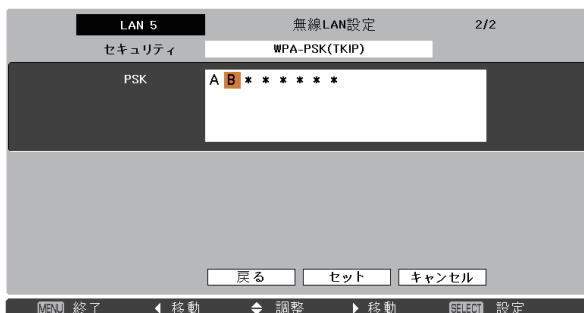 LAN 5 無線LAN設定 2/2
セキュリティ WPA-PSK(TKIP)
PSK A B * * * * * *
戻る セット キャンセル
MENU 終了 ◀ 移動 ◆ 調整 ▶ 移動 SELECT 設定